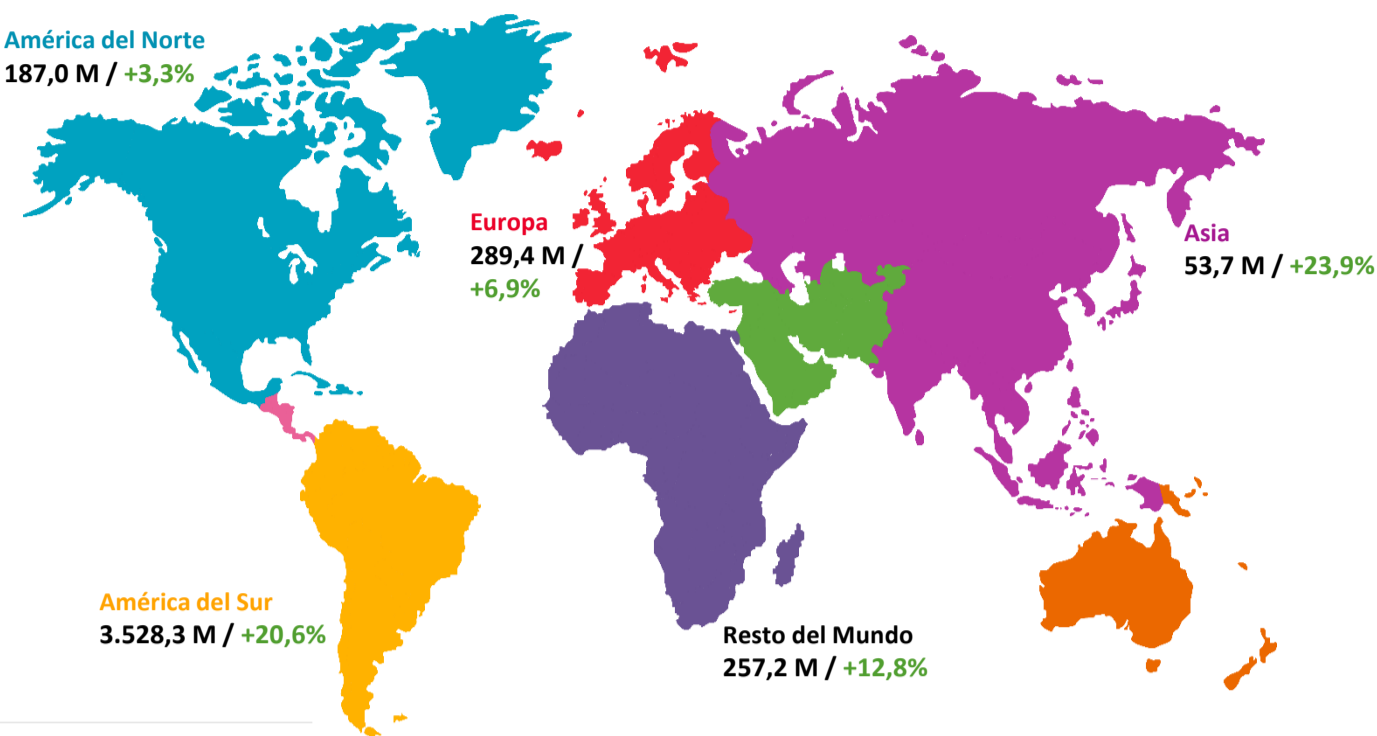 América del Norte
187,0 M / +3,3%
Europa
289,4 M /
+6,9%
Asia
53,7 M / +23,9%
América del Sur
3.528,3 M / +20,6%
Resto del Mundo
257,2 M / +12,8%